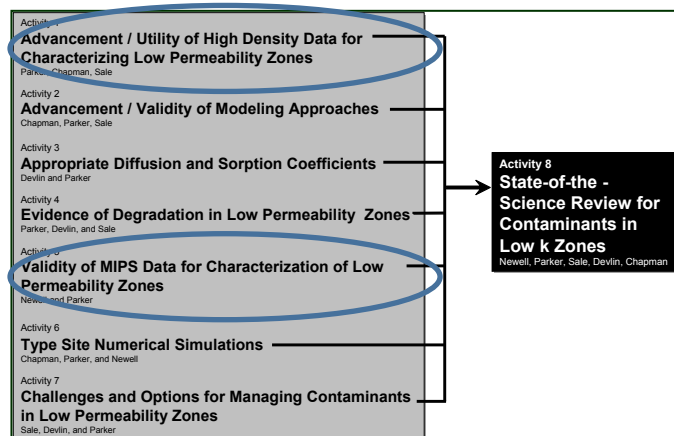 Activity 1
Advancement / Utility of High Density Data for
Characterizing Low Permeability Zones
Parker, Chapman, Sale
Activity 2
Advancement / Validity of Modeling Approaches
Chapman, Parker, Sale
Activity 3
Appropriate Diffusion and Sorption Coefficients
Devlin and Parker
Activity 4
Evidence of Degradation in Low Permeability Zones
Parker, Devlin, and Sale
Activity 5
Validity of MIPS Data for Characterization of Low
Permeability Zones
Newell and Parker
Activity 6
Type Site Numerical Simulations
Chapman, Parker, and Newell
Activity 7
Challenges and Options for Managing Contaminants
in Low Permeability Zones
Sale, Devlin, and Parker
Activity 8
State-of-the -
Science Review for
Contaminants in
Low k Zones
Newell, Parker, Sale, Devlin, Chapman